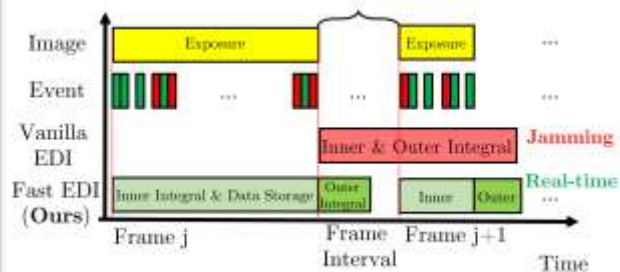 Image
Exposure
Exposure
...
Event
...
...
...
Vanilla
EDI
Inner & Outer Integral
Jamming
Fast EDI
(Ours)
Inner Integral & Data Storage
Outer
Integral
Inner
Outer
Real-time
...
Frame j
Frame
Interval
Frame j+1
Time